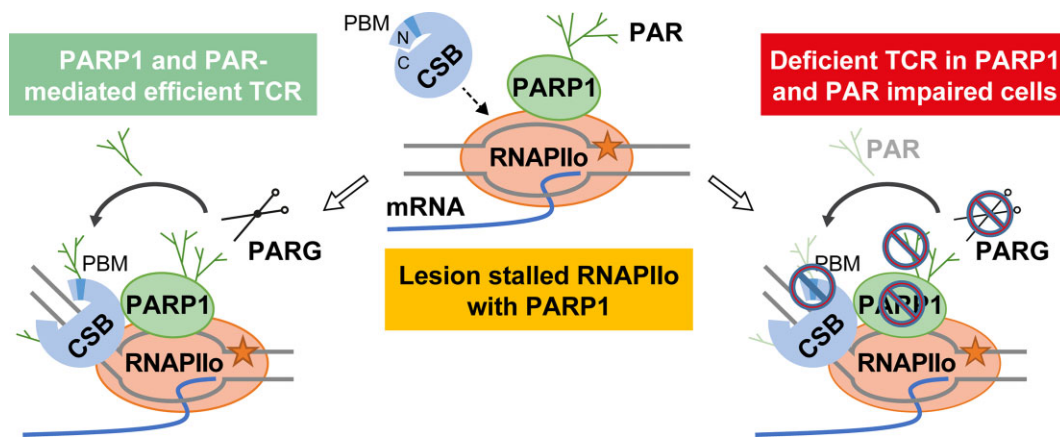 PARP1 and PAR-
mediated efficient TCR
PAR
PARG
PBM
CSB
PARP1
RNAPIIo
PBM
N
C
CSB
PAR
PARP1
RNAPIIo
mRNA
Lesion stalled RNAPIIo
with PARP1
Deficient TCR in PARP1
and PAR impaired cells
PAR
PARG
PBM
CSB
PARP1
RNAPIIo